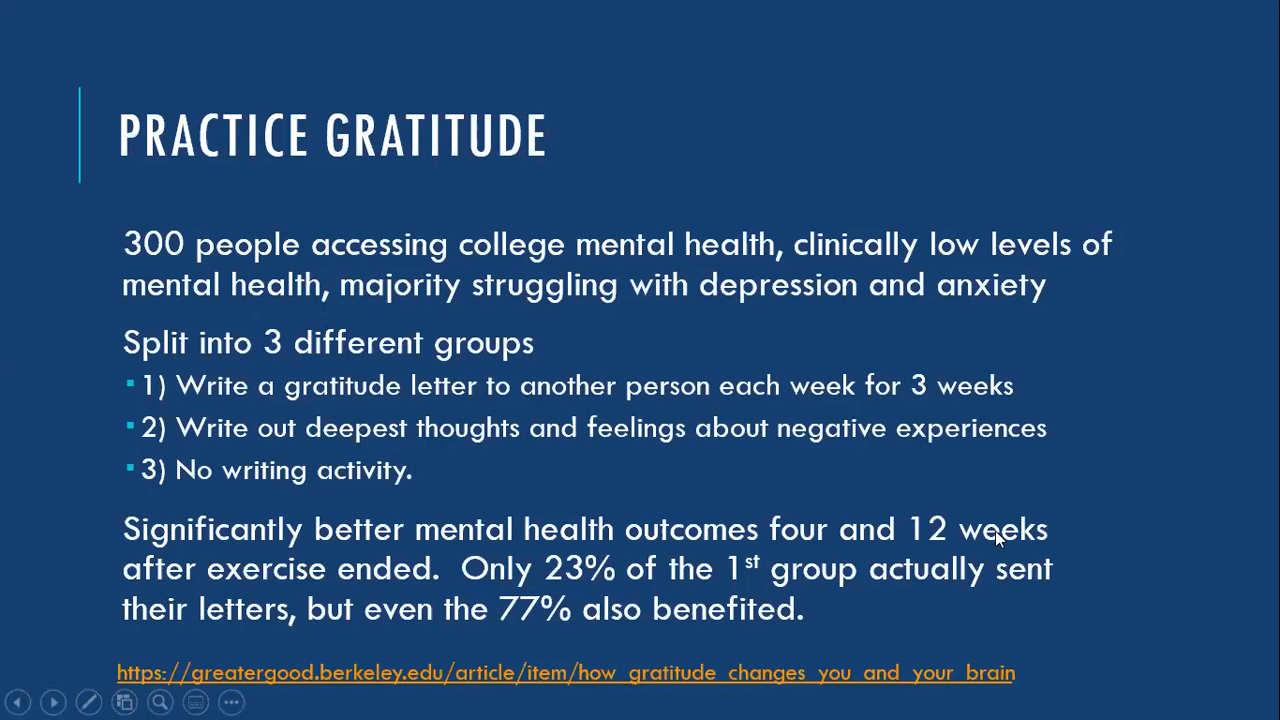 PRACTICE GRATITUDE
300 people accessing college mental health, clinically low levels of
mental health, majority struggling with depression and anxiety
Split into 3 different groups
▪ 1) Write a gratitude letter to another person each week for 3 weeks
▪ 2) Write out deepest thoughts and feelings about negative experiences
▪ 3) No writing activity.
Significantly better mental health outcomes four and 12 weeks
after exercise ended.  Only 23% of the 1st group actually sent
their letters, but even the 77% also benefited.
https://greatergood.berkeley.edu/article/item/how_gratitude_changes_you_and_your_brain